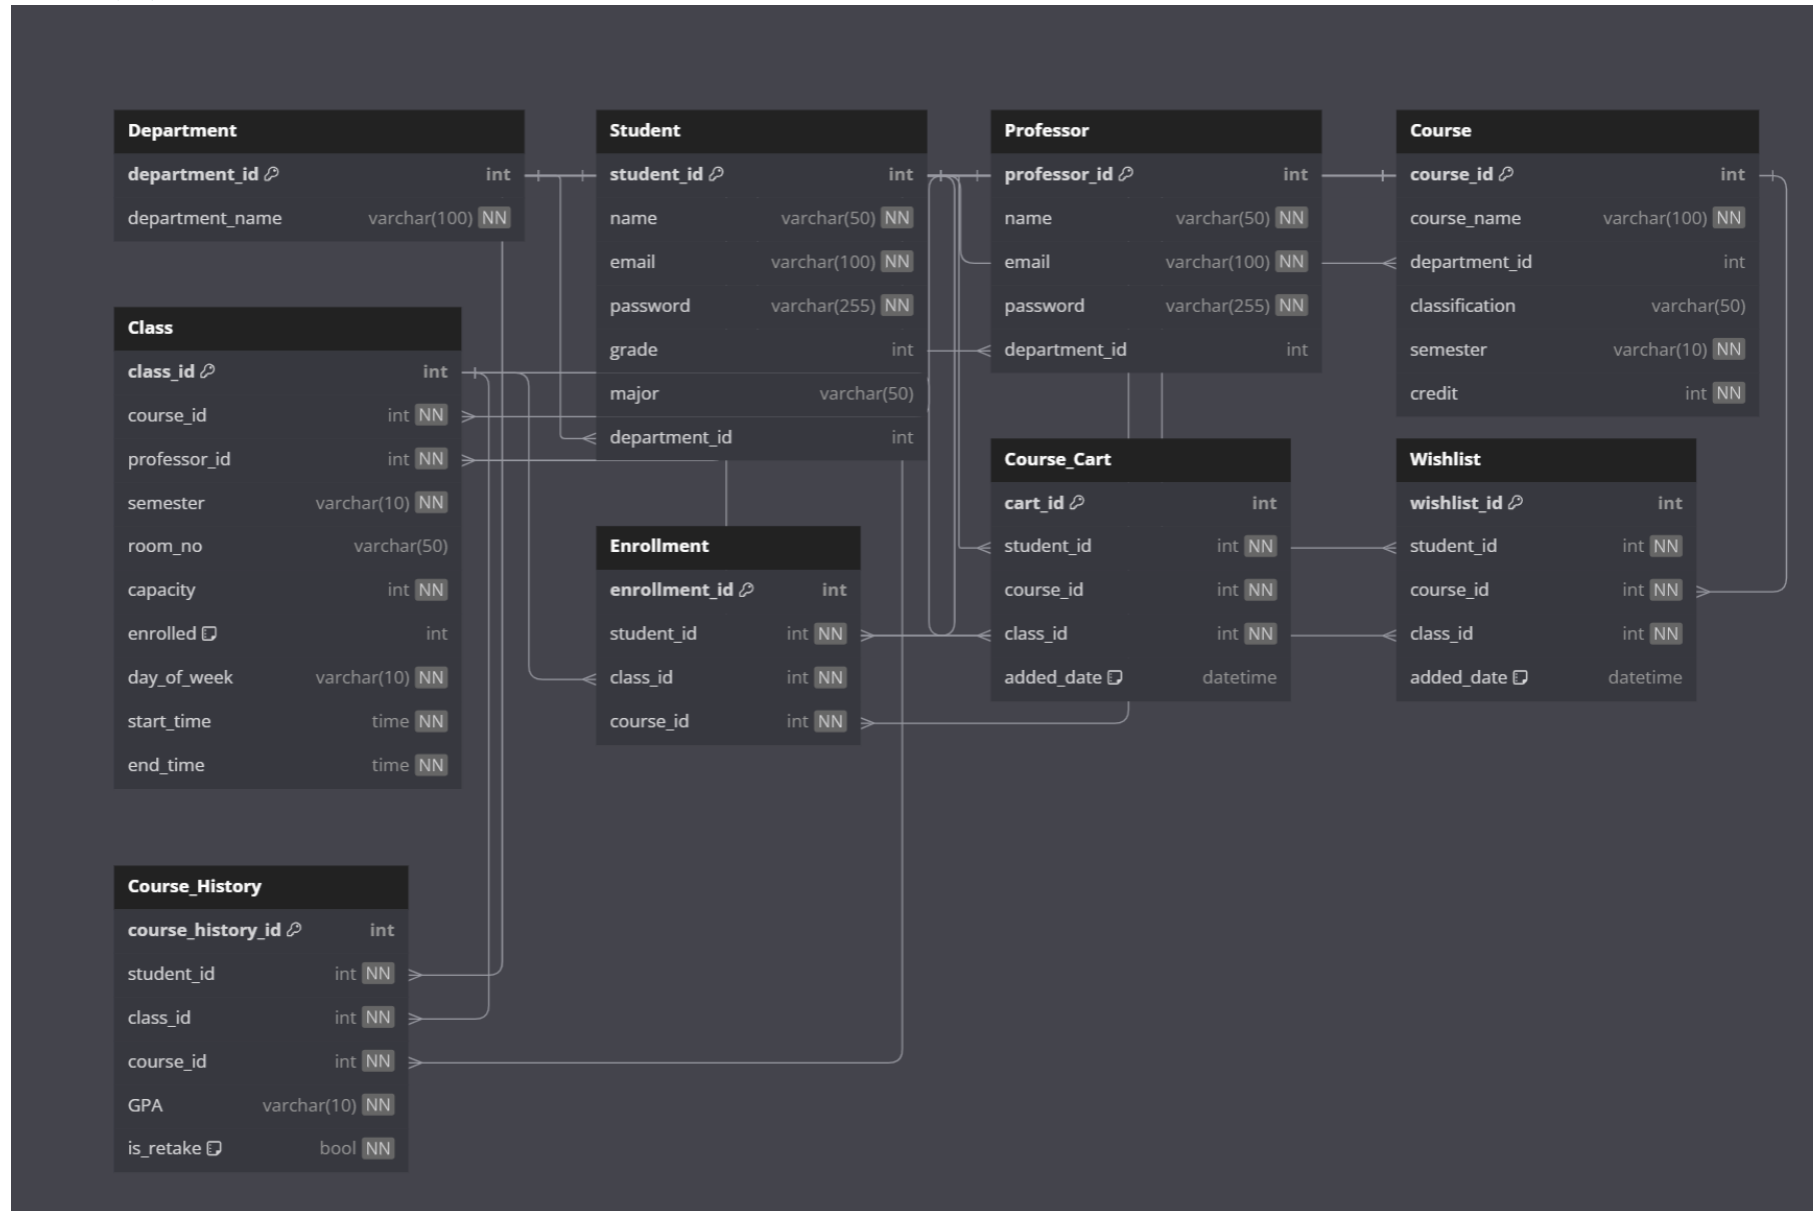 Department
department_id int
department_name varchar(100) NN
Student
student_id int
name varchar(50) NN
email varchar(100) NN
password varchar(255) NN
grade int
major varchar(50)
department_id int
Professor
professor_id int
name varchar(50) NN
email varchar(100) NN
password varchar(255) NN
department_id int
Course
course_id int
course_name varchar(100) NN
department_id int
classification varchar(50)
semester varchar(10) NN
credit int NN
Class
class_id int
course_id int NN
professor_id int NN
semester varchar(10) NN
room_no varchar(50)
capacity int NN
enrolled int
day_of_week varchar(10) NN
start_time time NN
end_time time NN
Enrollment
enrollment_id int
student_id int NN
class_id int NN
course_id int NN
Course_Cart
cart_id int
student_id int NN
course_id int NN
class_id int NN
added_date datetime
Wishlist
wishlist_id int
student_id int NN
course_id int NN
class_id int NN
added_date datetime
Course_History
course_history_id int
student_id int NN
class_id int NN
course_id int NN
GPA varchar(10) NN
is_retake bool NN